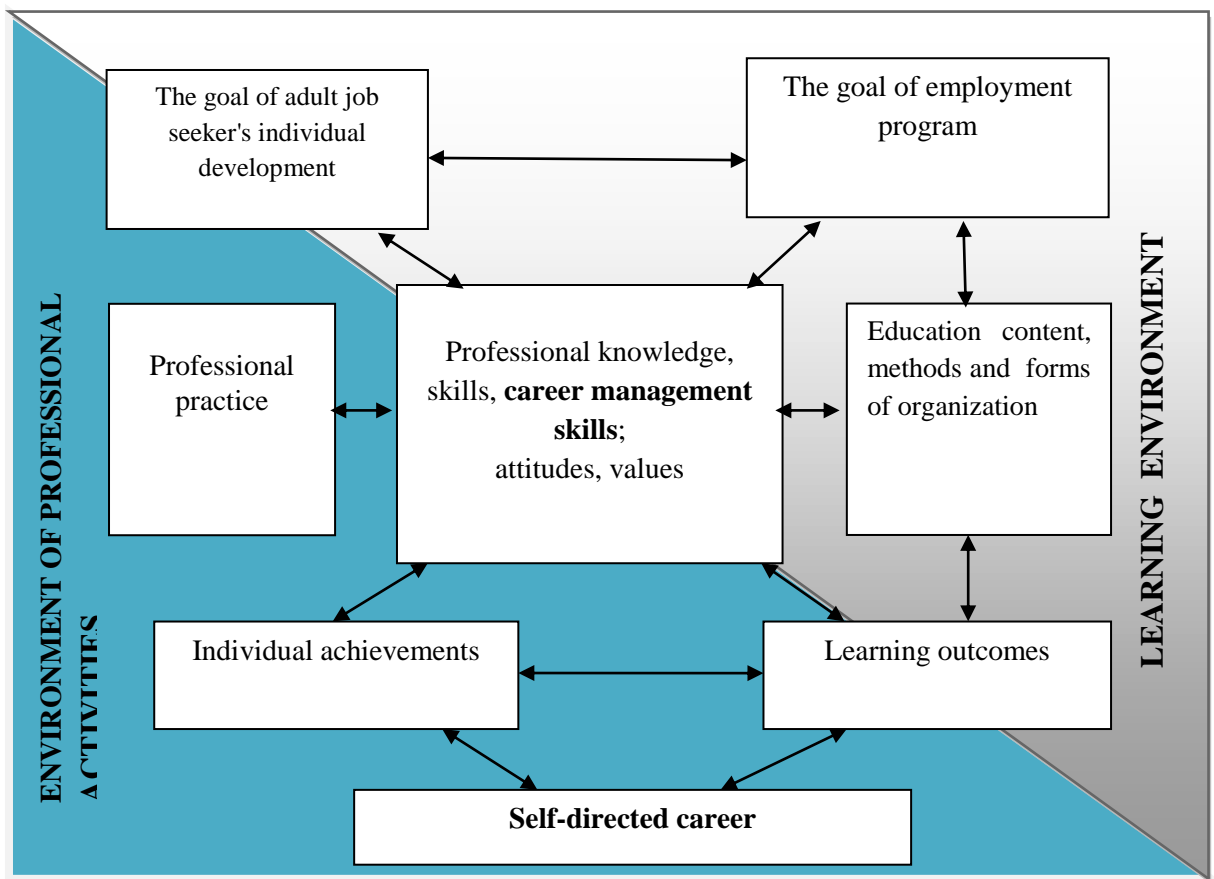 The goal of adult job
seeker's individual
development
The goal of employment
program
ENVIRONMENT OF PROFESSIONAL
ACTIVITIES
Professional
practice
Professional knowledge,
skills, career management
skills;
attitudes, values
Education content,
methods and forms
of organization
LEARNING ENVIRONMENT
Individual achievements
Learning outcomes
Self-directed career